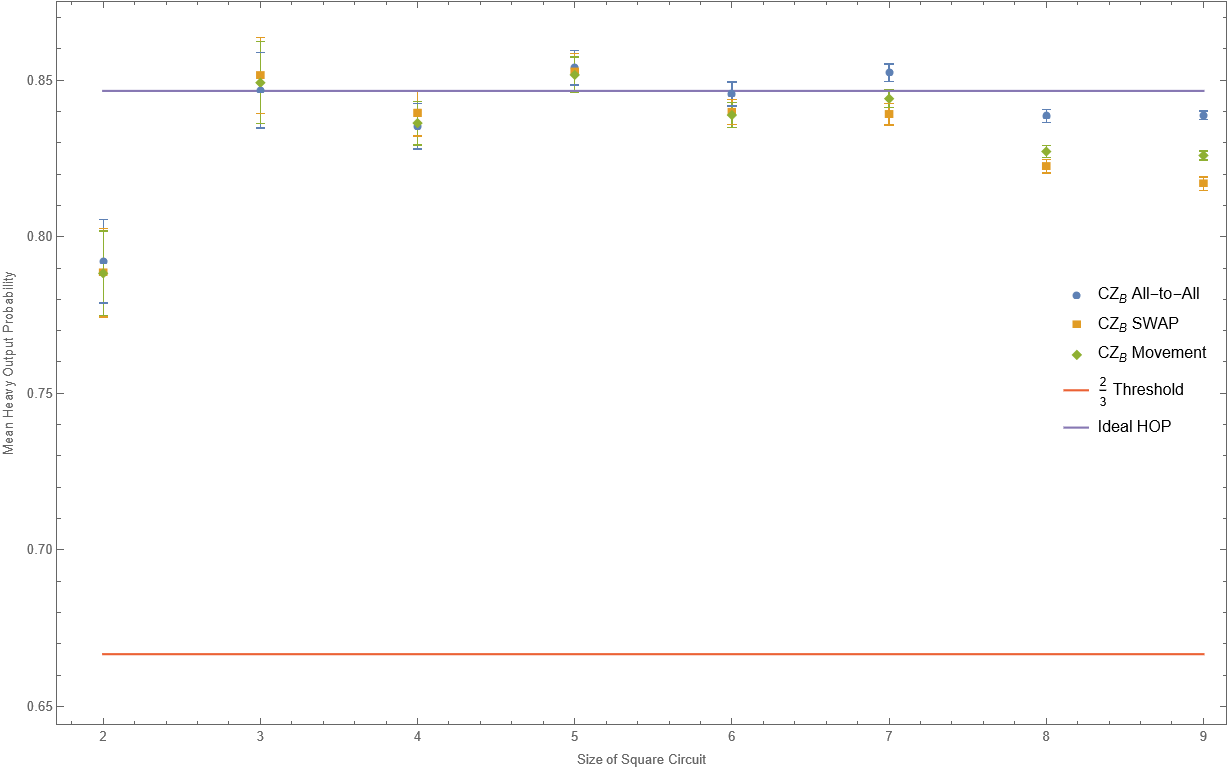 0.85
0.80
0.75
0.70
0.65
Mean Heavy Output Probability
CZB All-to-All
CZB SWAP
CZB Movement
2/3 Threshold
Ideal HOP
2 3 4 5 6 7 8 9
Size of Square Circuit